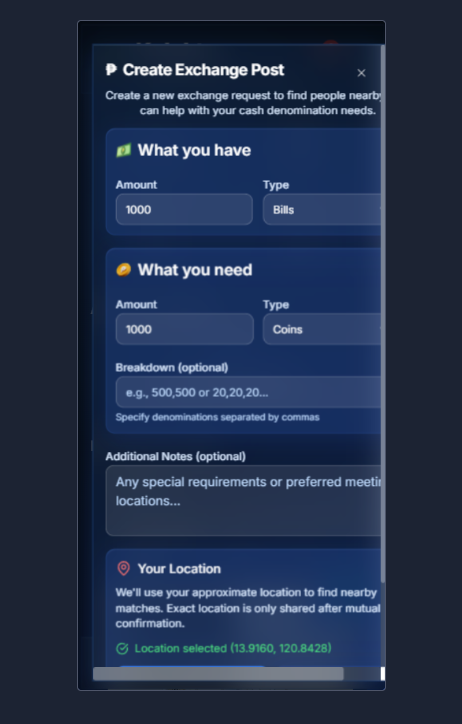 ₱ Create Exchange Post
Create a new exchange request to find people nearby
can help with your cash denomination needs.
What you have
Amount Type
1000 Bills
What you need
Amount Type
1000 Coins
Breakdown (optional)
e.g., 500,500 or 20,20,20...
Specify denominations separated by commas
Additional Notes (optional)
Any special requirements or preferred
locations...
Your Location
We'll use your approximate location to find nearby
matches. Exact location is only shared after mutual
confirmation.
Location selected (13.9160, 120.8428)